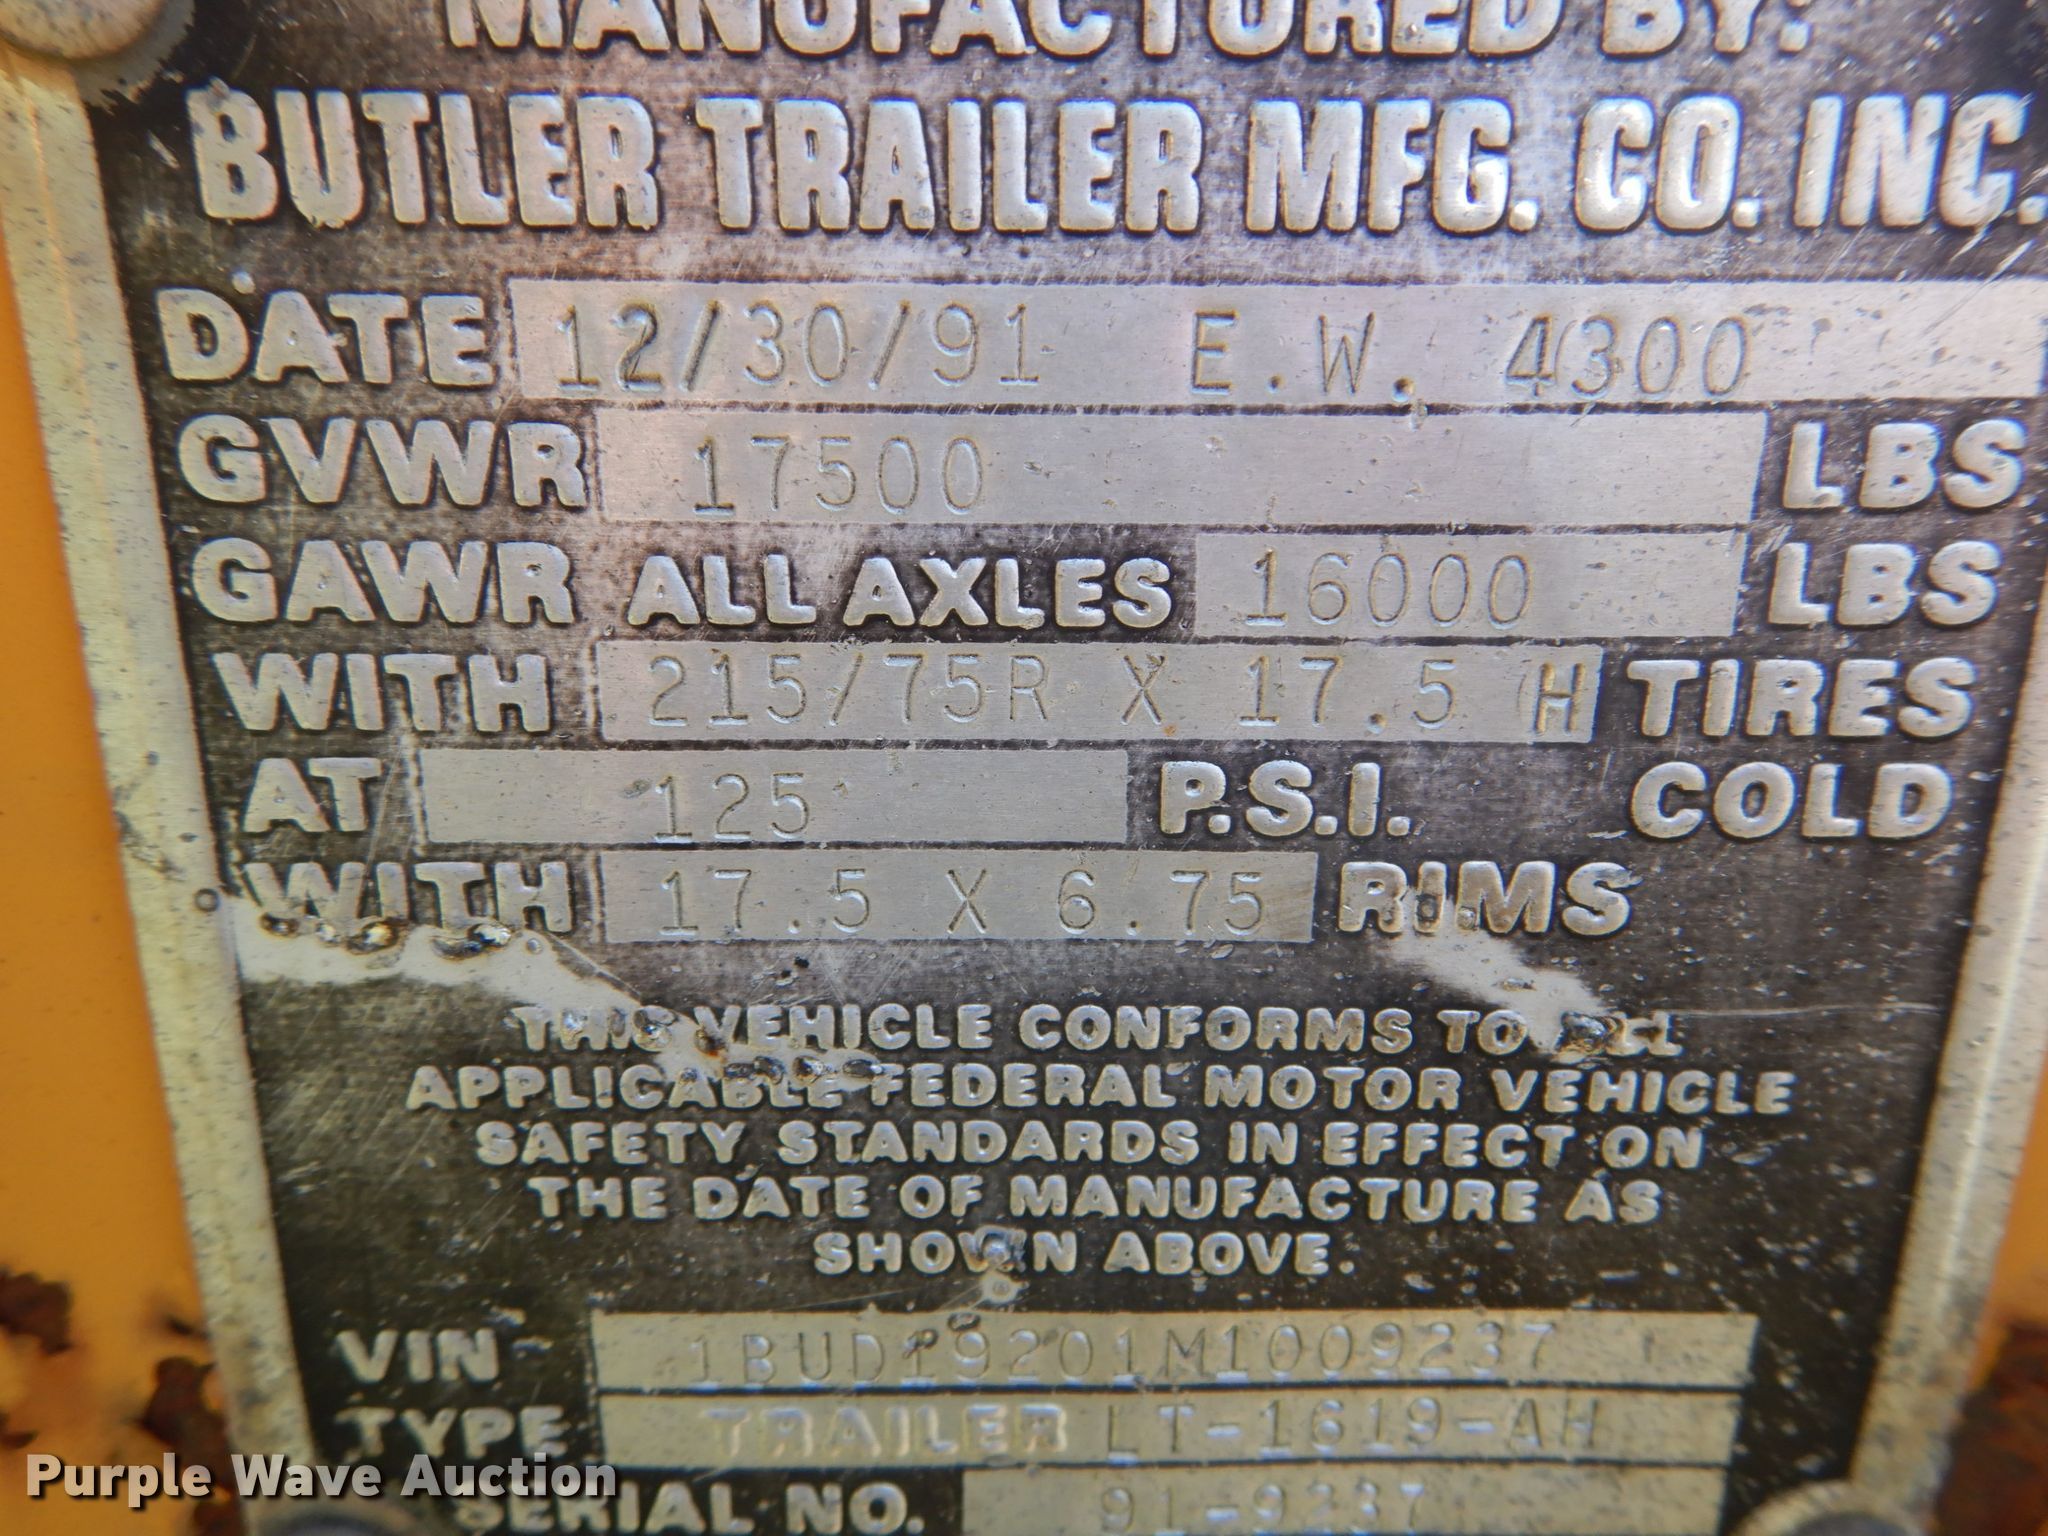 MANUFACTURED BY:
BUTLER TRAILER MFG. CO. INC.
DATE 12/30/91 E.W. 4300
GVWR 17500 LBS
GAWR ALL AXLES 16000 LBS
WITH 215/75R X 17.5 H TIRES
AT 125 P.S.I. COLD
WITH 17.5 X 6.75 RIMS
THIS VEHICLE CONFORMS TO ALL
APPLICABLE FEDERAL MOTOR VEHICLE
SAFETY STANDARDS IN EFFECT ON
THE DATE OF MANUFACTURE AS
SHOWN ABOVE.
VIN 1BUD19201M1009237
TYPE TRAILER LT-1619-AH
SERIAL NO. 91-9237
Purple Wave Auction